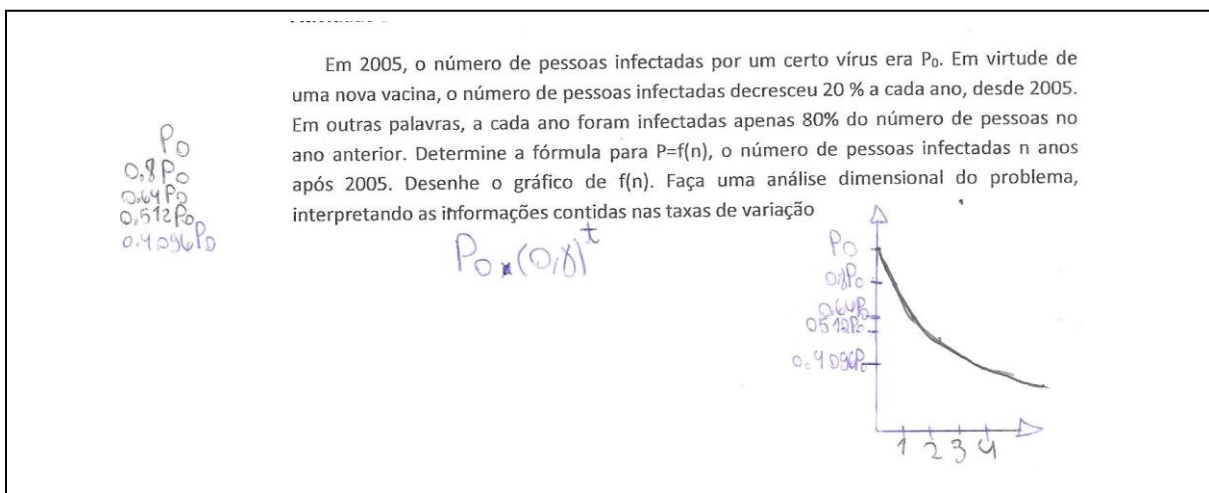 Em 2005, o número de pessoas infectadas por um certo vírus era P₀. Em virtude de
uma nova vacina, o número de pessoas infectadas decresceu 20 % a cada ano, desde 2005.
Em outras palavras, a cada ano foram infectadas apenas 80% do número de pessoas no
ano anterior. Determine a fórmula para P=f(n), o número de pessoas infectadas n anos
após 2005. Desenhe o gráfico de f(n). Faça uma análise dimensional do problema,
interpretando as informações contidas nas taxas de variação
P₀
0.8P₀
0.64P₀
0.512P₀
0.4096P₀
P₀ × (0,8)ᵗ
P₀
0.8P₀
0.64P₀
0512P₀
0.4096P₀
1 2 3 4